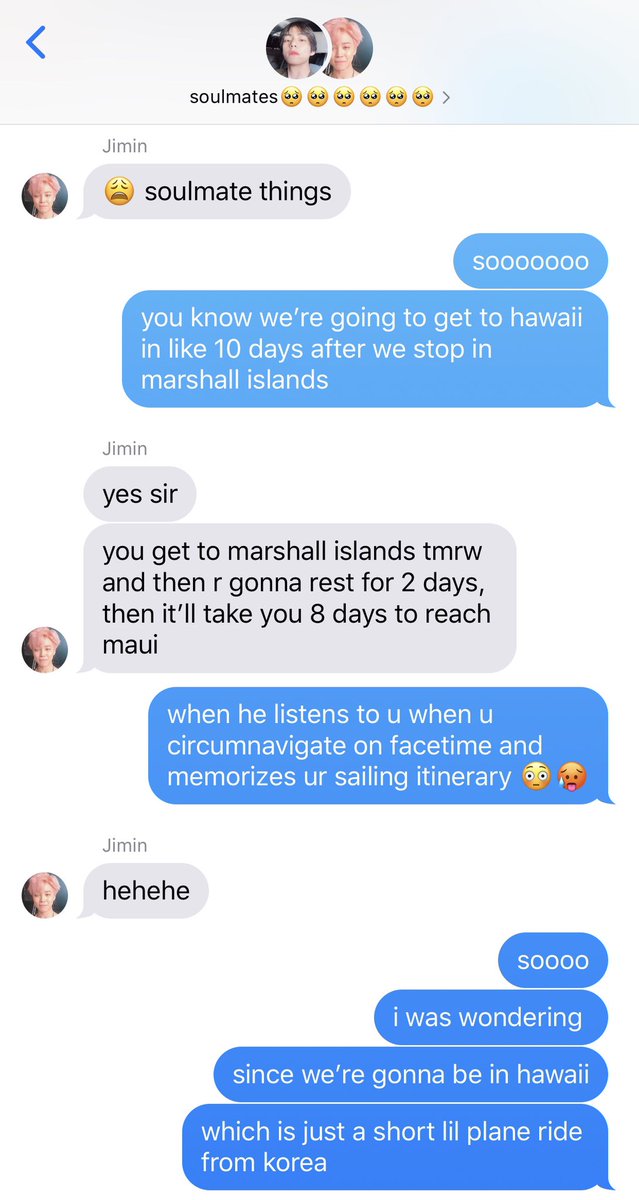 soulmates🥺🥺🥺🥺🥺🥺
Jimin
😩 soulmate things
sooooooo
you know we’re going to get to hawaii
in like 10 days after we stop in
marshall islands
Jimin
yes sir
you get to marshall islands tmrw
and then r gonna rest for 2 days,
then it’ll take you 8 days to reach
maui
when he listens to u when u
circumnavigate on facetime and
memorizes ur sailing itinerary 😳🥵
Jimin
hehehe
soooo
i was wondering
since we’re gonna be in hawaii
which is just a short lil plane ride
from korea